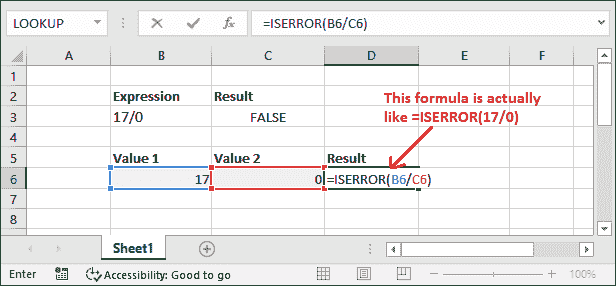 LOOKUP fx =ISERROR(B6/C6)
A B C D E F
1
2 Expression Result
3 17/0 FALSE
This formula is actually
like =ISERROR(17/0)
4
5 Value 1 Value 2 Result
6 17 0 =ISERROR(B6/C6)
7
8
Sheet1
Enter Accessibility: Good to go 100%